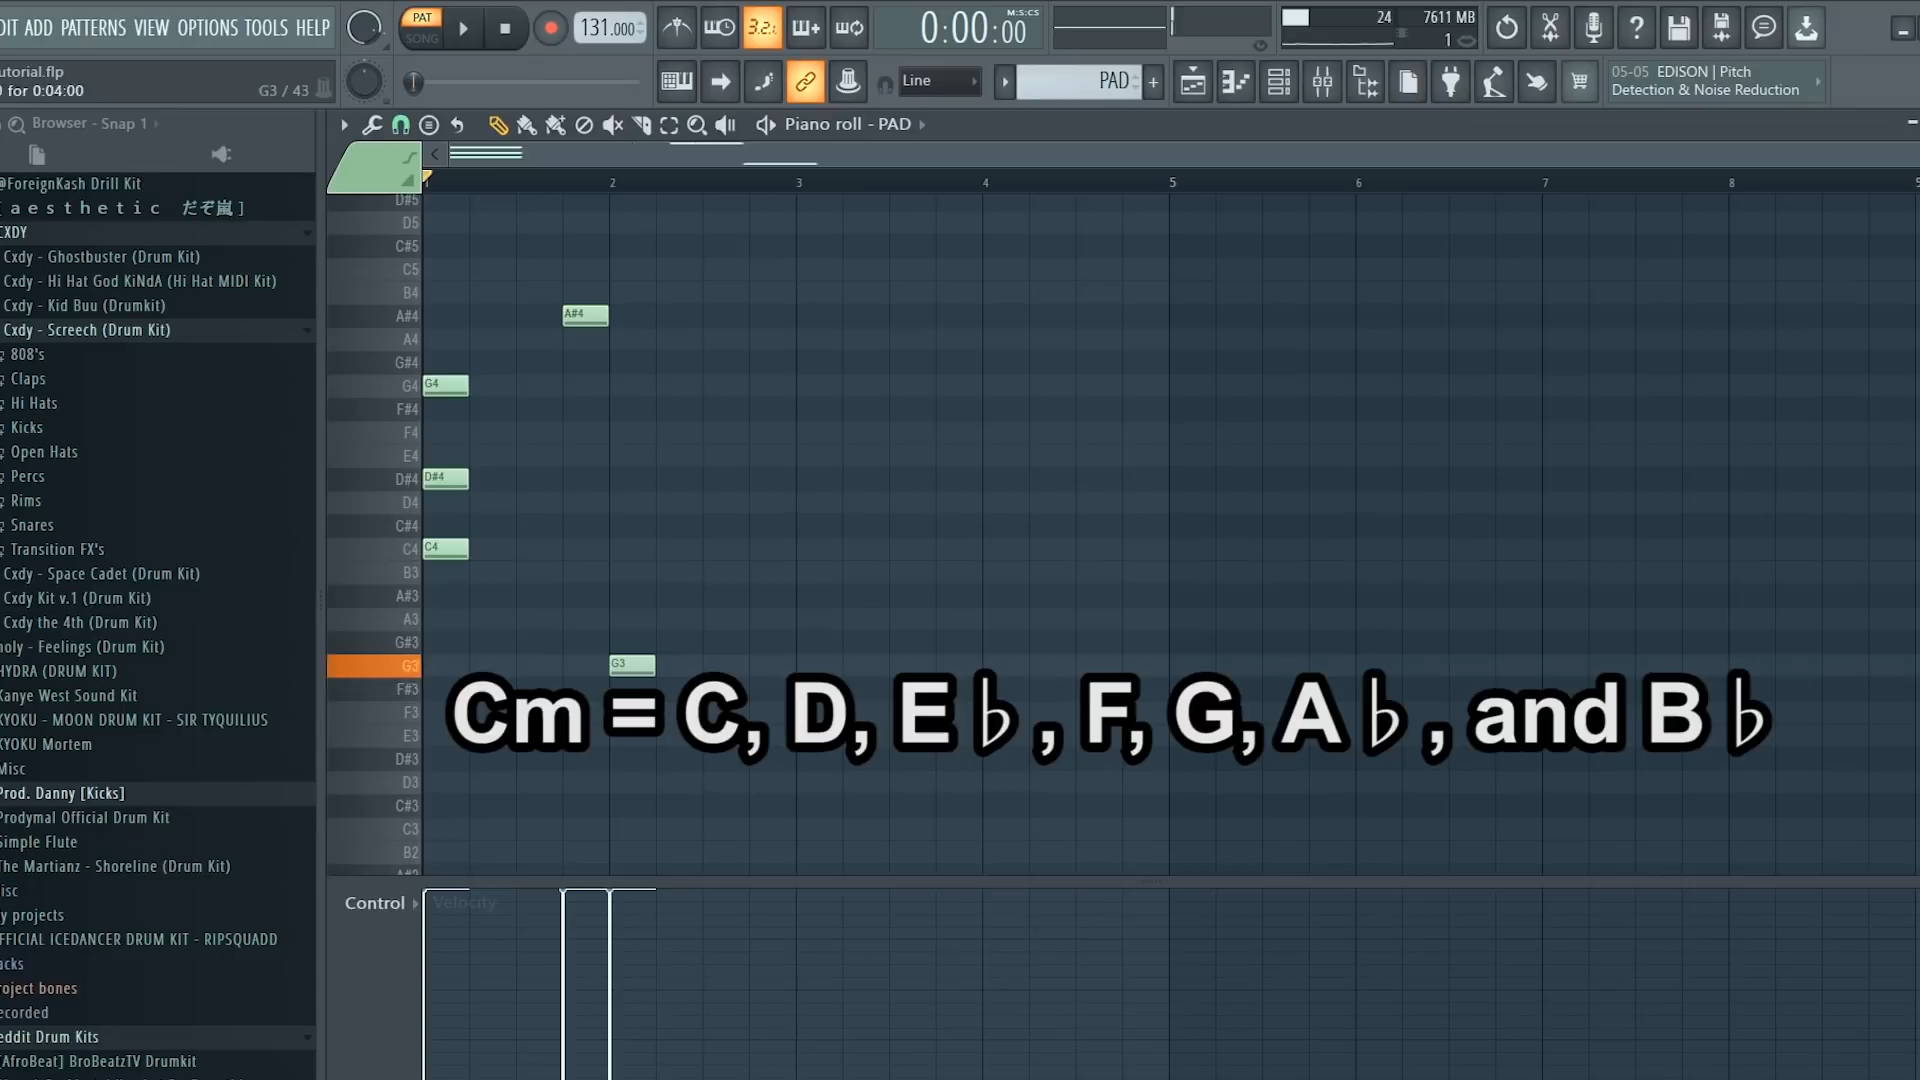 DIT ADD PATTERNS VIEW OPTIONS TOOLS HELP
PAT
SONG
131.000
3.2.
0:00:00
M:S:CS
24
7611 MB
1
utorial.flp
for 0:04:00
G3 / 43
Line
PAD
05-05 EDISON | Pitch
Detection & Noise Reduction
Browser - Snap 1
Piano roll - PAD
@ForeignKash Drill Kit
[ a e s t h e t i c だぞ嵐 ]
CXDY
Cxdy - Ghostbuster (Drum Kit)
Cxdy - Hi Hat God KiNdA (Hi Hat MIDI Kit)
Cxdy - Kid Buu (Drumkit)
Cxdy - Screech (Drum Kit)
808's
Claps
Hi Hats
Kicks
Open Hats
Percs
Rims
Snares
Transition FX's
Cxdy - Space Cadet (Drum Kit)
Cxdy Kit v.1 (Drum Kit)
Cxdy the 4th (Drum Kit)
holy - Feelings (Drum Kit)
HYDRA (DRUM KIT)
Kanye West Sound Kit
KYOKU - MOON DRUM KIT - SIR TYQUILIUS
KYOKU Mortem
Misc
Prod. Danny [Kicks]
Prodymal Official Drum Kit
Simple Flute
The Martianz - Shoreline (Drum Kit)
isc
y projects
FFICIAL ICEDANCER DRUM KIT - RIPSQUADD
acks
roject bones
ecorded
eddit Drum Kits
[AfroBeat] BroBeatzTV Drumkit
1 2 3 4 5 6 7 8 9
D#5
D5
C#5
C5
B4
A#4 A#4
A4
G#4
G4 G4
F#4
F4
E4
D#4 D#4
D4
C#4
C4 C4
B3
A#3
A3
G#3
G3 G3
F#3
F3
E3
D#3
D3
C#3
C3
B2
A#2
Cm = C, D, E♭, F, G, A♭, and B♭
Control
Velocity